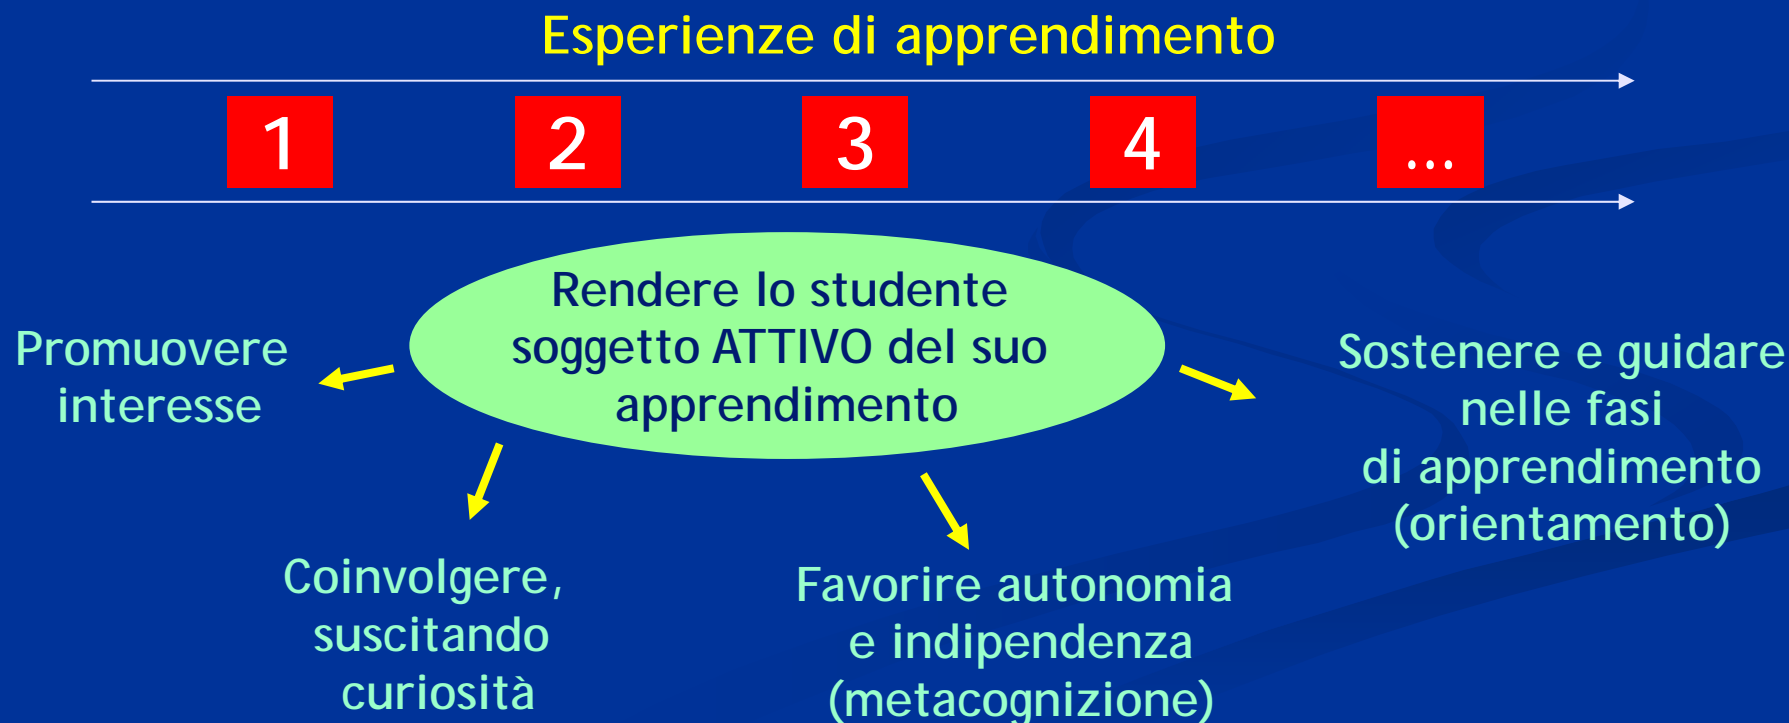 Esperienze di apprendimento
1 2 3 4 ...
Rendere lo studente
soggetto ATTIVO del suo
apprendimento
Promuovere
interesse
Coinvolgere,
suscitando
curiosità
Favorire autonomia
e indipendenza
(metacognizione)
Sostenere e guidare
nelle fasi
di apprendimento
(orientamento)